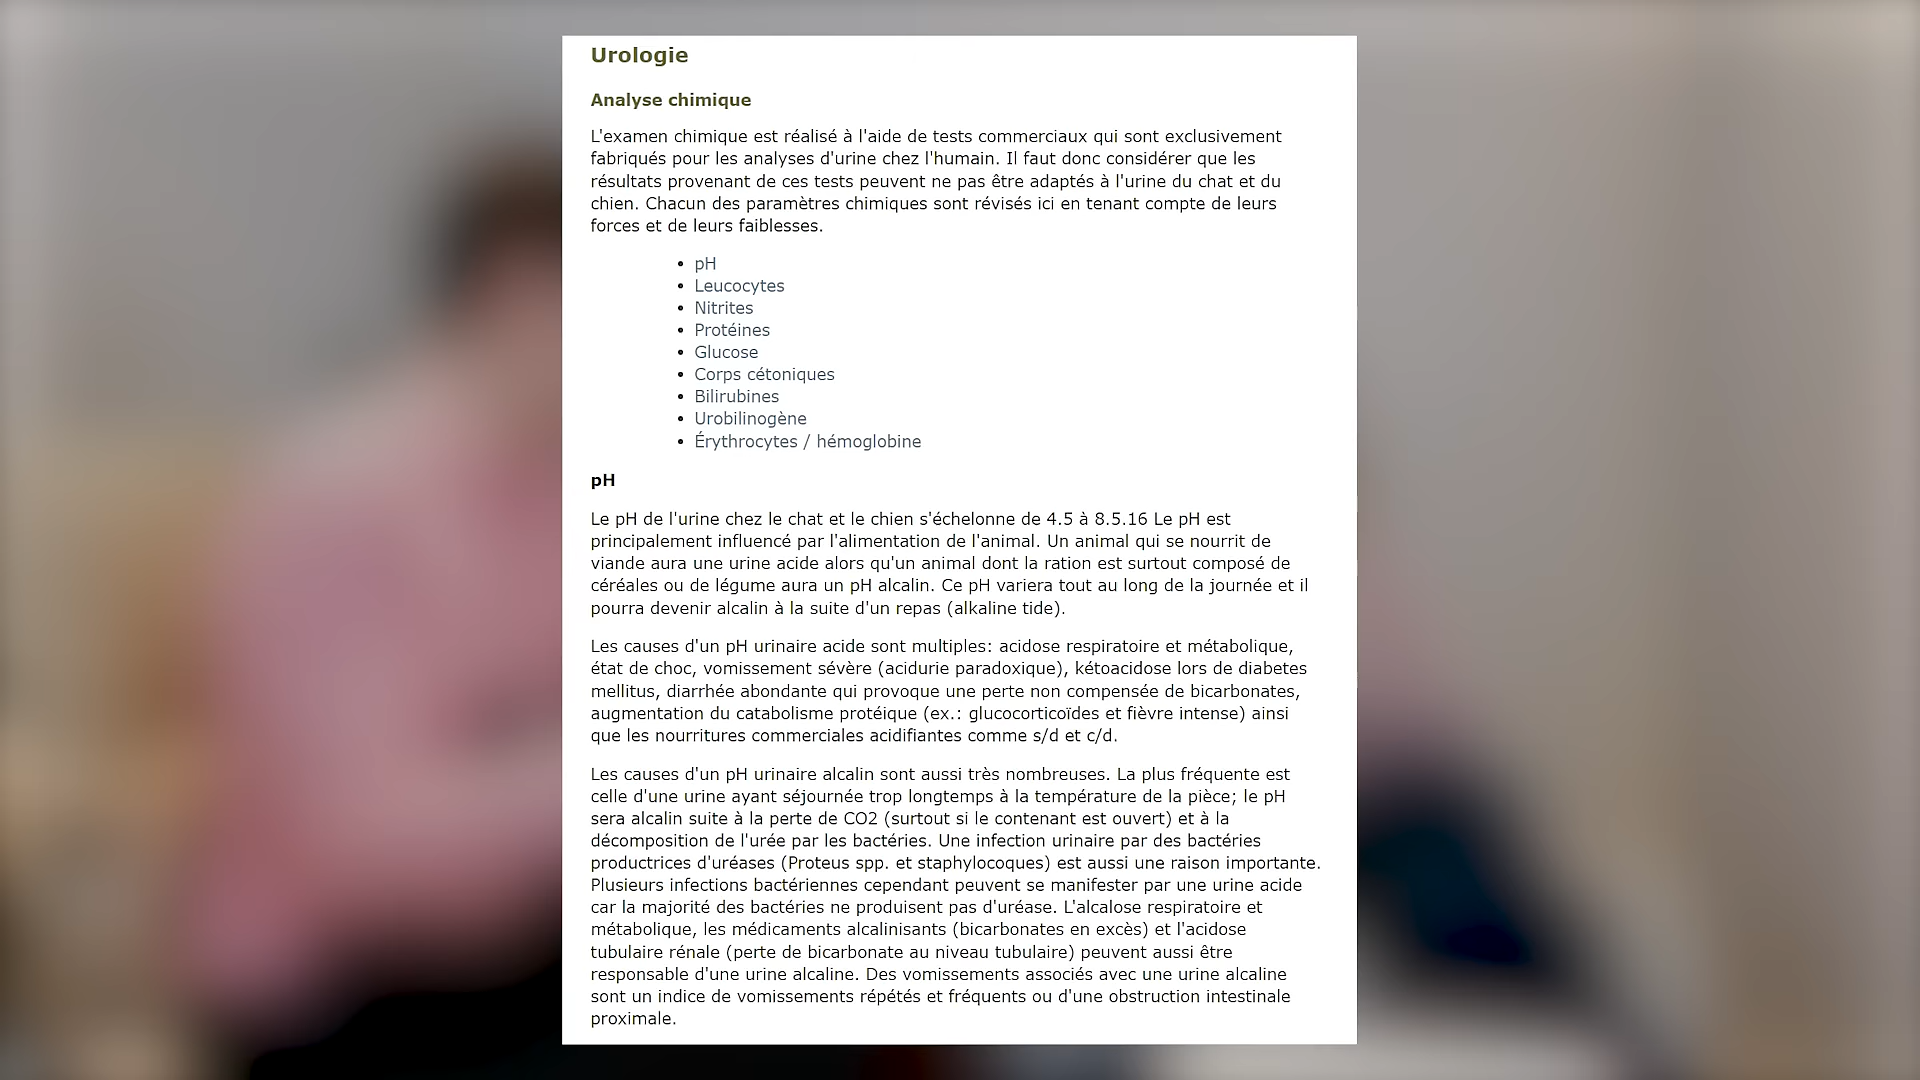 Urologie
Analyse chimique
L'examen chimique est réalisé à l'aide de tests commerciaux qui sont exclusivement
fabriqués pour les analyses d'urine chez l'humain. Il faut donc considérer que les
résultats provenant de ces tests peuvent ne pas être adaptés à l'urine du chat et du
chien. Chacun des paramètres chimiques sont révisés ici en tenant compte de leurs
forces et de leurs faiblesses.
• pH
• Leucocytes
• Nitrites
• Protéines
• Glucose
• Corps cétoniques
• Bilirubines
• Urobilinogène
• Érythrocytes / hémoglobine
pH
Le pH de l'urine chez le chat et le chien s'échelonne de 4.5 à 8.5.16 Le pH est
principalement influencé par l'alimentation de l'animal. Un animal qui se nourrit de
viande aura une urine acide alors qu'un animal dont la ration est surtout composé de
céréales ou de légume aura un pH alcalin. Ce pH variera tout au long de la journée et il
pourra devenir alcalin à la suite d'un repas (alkaline tide).
Les causes d'un pH urinaire acide sont multiples: acidose respiratoire et métabolique,
état de choc, vomissement sévère (acidurie paradoxique), kétoacidose lors de diabetes
mellitus, diarrhée abondante qui provoque une perte non compensée de bicarbonates,
augmentation du catabolisme protéique (ex.: glucocorticoïdes et fièvre intense) ainsi
que les nourritures commerciales acidifiantes comme s/d et c/d.
Les causes d'un pH urinaire alcalin sont aussi très nombreuses. La plus fréquente est
celle d'une urine ayant séjournée trop longtemps à la température de la pièce; le pH
sera alcalin suite à la perte de CO2 (surtout si le contenant est ouvert) et à la
décomposition de l'urée par les bactéries. Une infection urinaire par des bactéries
productrices d'uréases (Proteus spp. et staphylocoques) est aussi une raison importante.
Plusieurs infections bactériennes cependant peuvent se manifester par une urine acide
car la majorité des bactéries ne produisent pas d'uréase. L'alcalose respiratoire et
métabolique, les médicaments alcalinisants (bicarbonates en excès) et l'acidose
tubulaire rénale (perte de bicarbonate au niveau tubulaire) peuvent aussi être
responsable d'une urine alcaline. Des vomissements associés avec une urine alcaline
sont un indice de vomissements répétés et fréquents ou d'une obstruction intestinale
proximale.